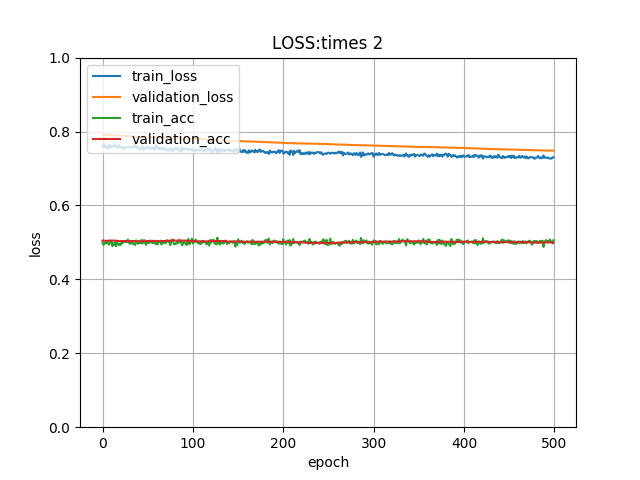 LOSS:times 2
1.0
0.8
0.6
0.4
0.2
0.0
loss
train_loss
validation_loss
train_acc
validation_acc
0
100
200
300
400
500
epoch